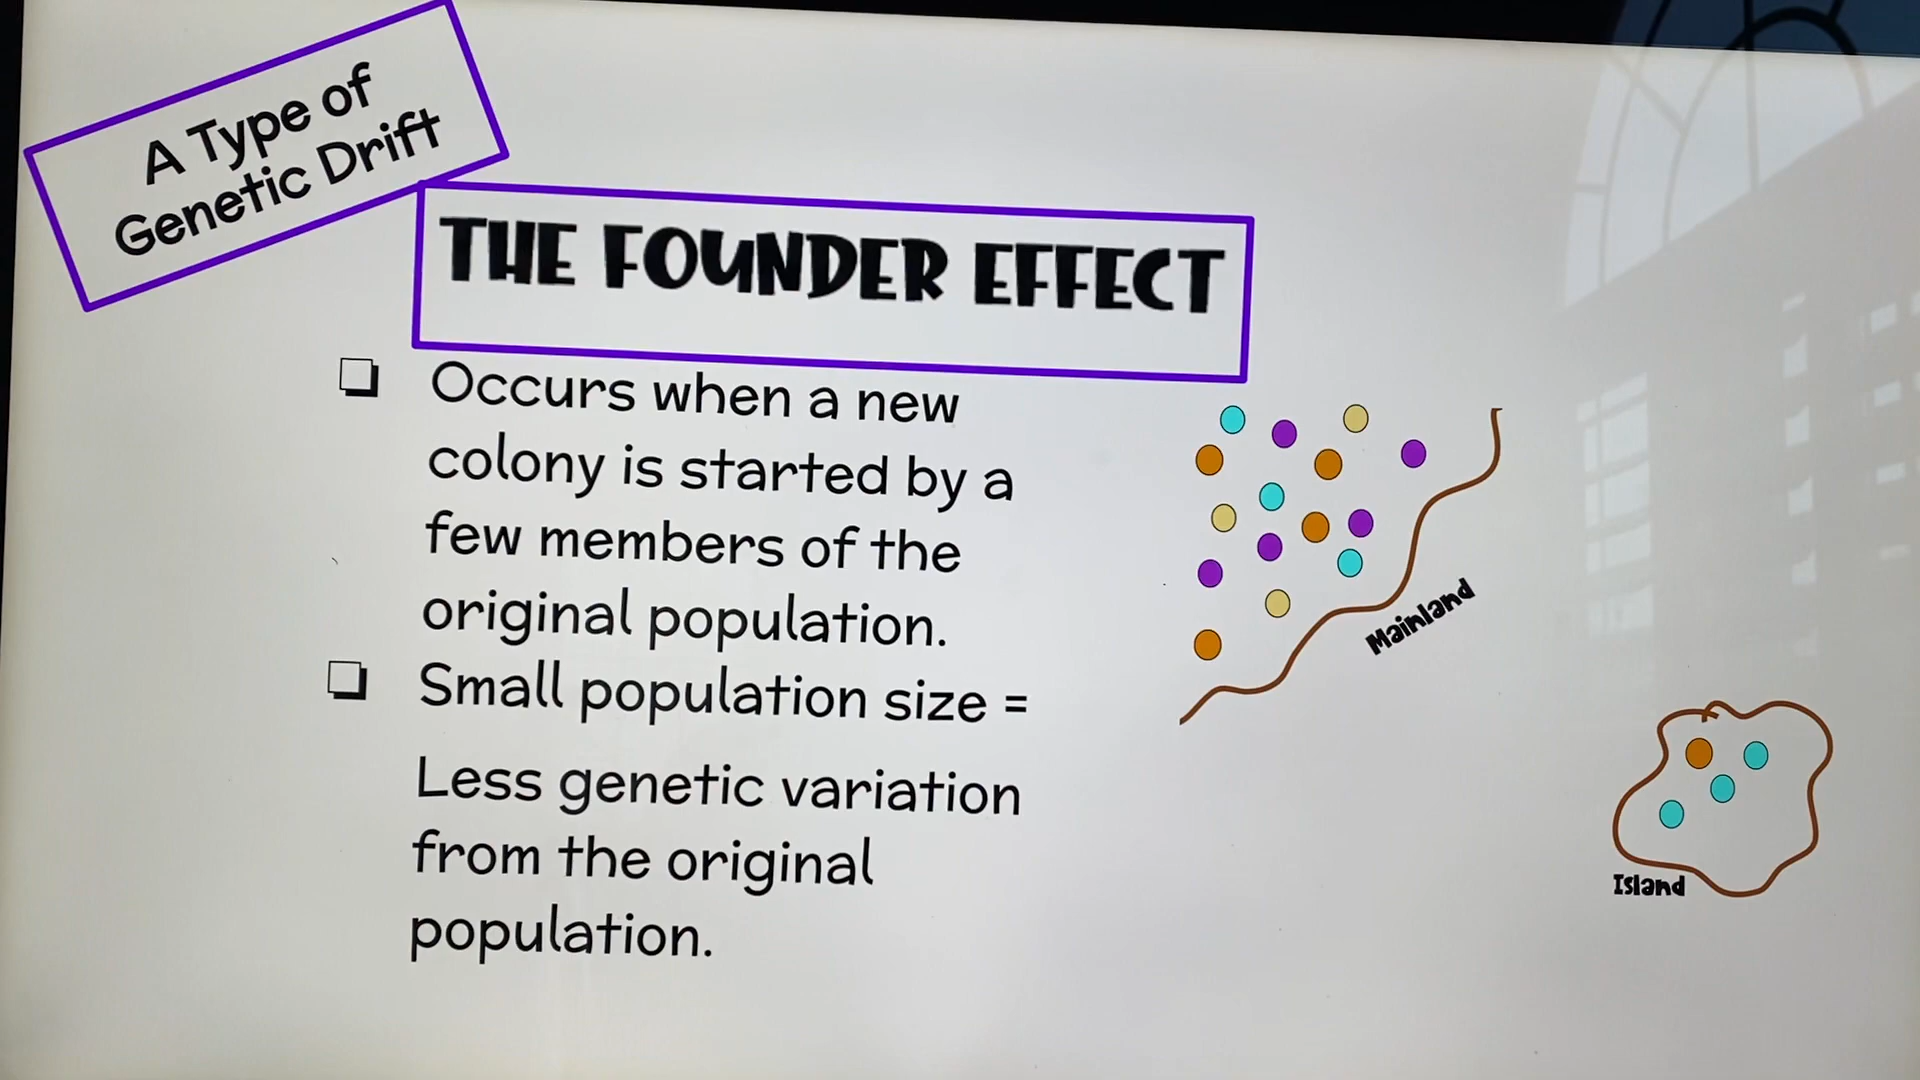 A Type of
Genetic Drift
THE FOUNDER EFFECT
Occurs when a new
colony is started by a
few members of the
original population.
Small population size =
Less genetic variation
from the original
population.
Mainland
Island